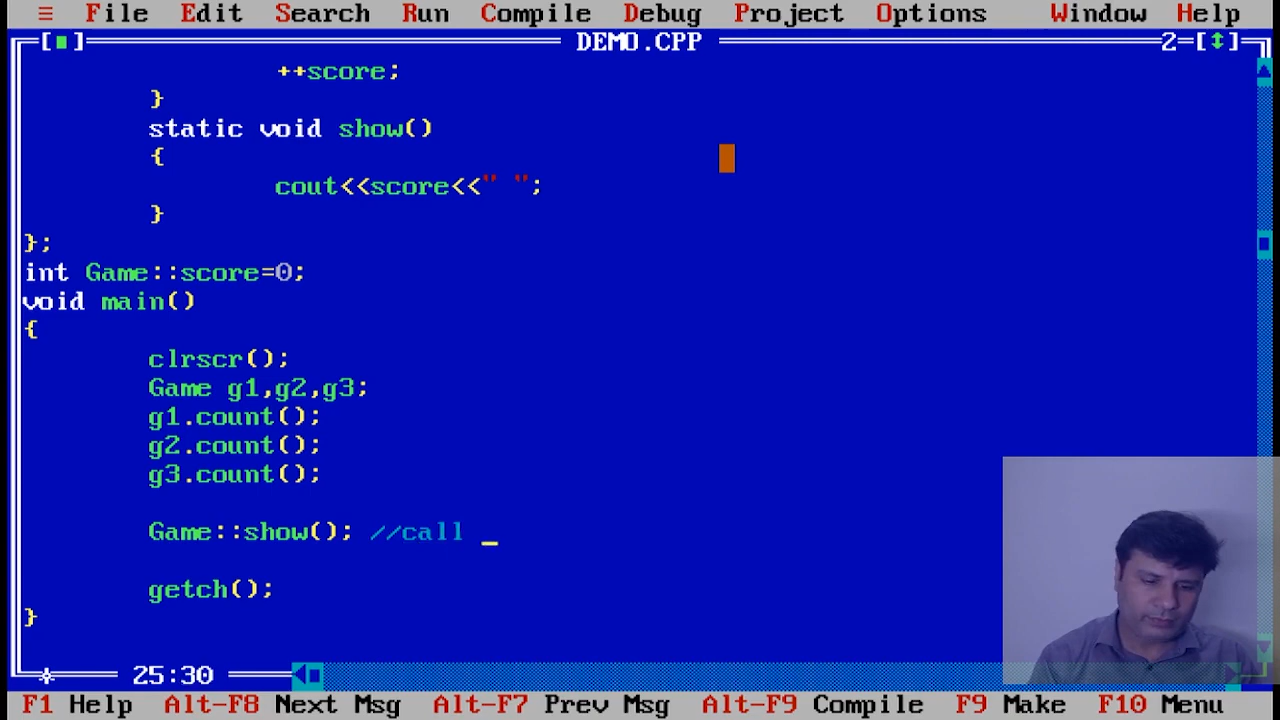 ≡ File Edit Search Run Compile Debug Project Options Window Help
[■] DEMO.CPP 2=[↕]
++score;
}
static void show()
{
cout<<score<<" ";
}
};
int Game::score=0;
void main()
{
clrscr();
Game g1,g2,g3;
g1.count();
g2.count();
g3.count();
Game::show(); //call _
getch();
}
25:30
F1 Help Alt-F8 Next Msg Alt-F7 Prev Msg Alt-F9 Compile F9 Make F10 Menu